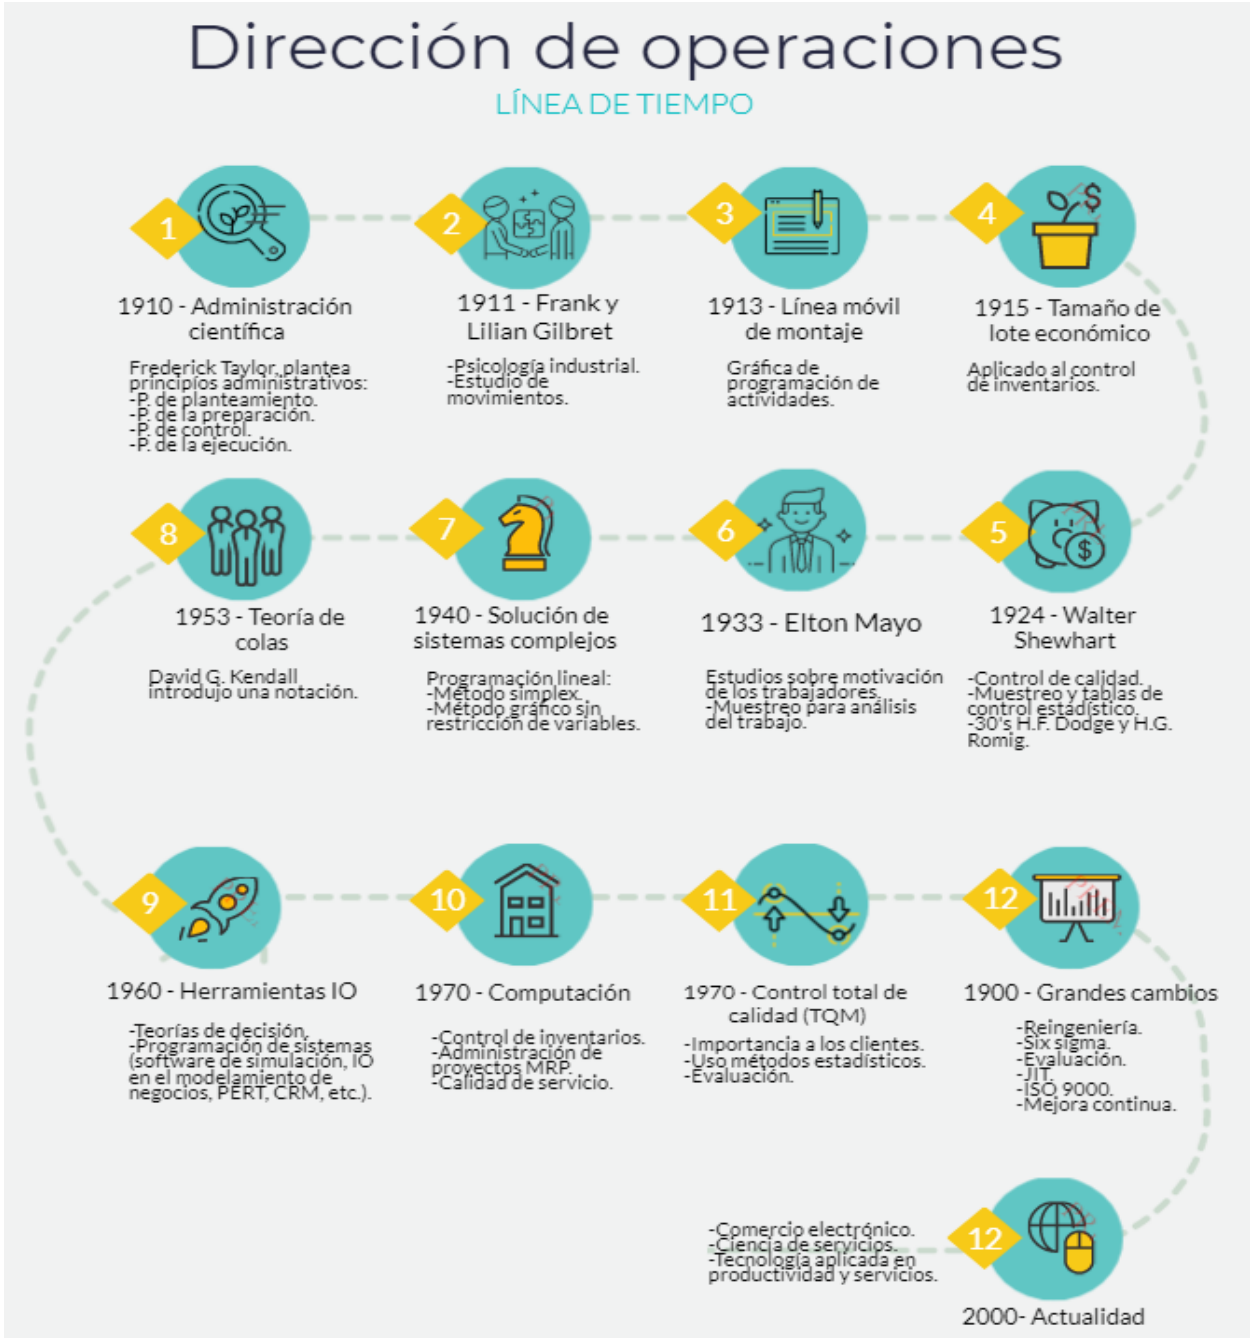 Dirección de operaciones
LÍNEA DE TIEMPO
1
1910 - Administración
científica
Frederick Taylor, plantea
principios administrativos:
-P. de planteamiento.
-P. de la preparación.
-P. de control.
-P. de la ejecución.
2
1911 - Frank y
Lilian Gilbret
-Psicología industrial.
-Estudio de
movimientos.
3
1913 - Línea móvil
de montaje
Gráfica de
programación de
actividades.
4
1915 - Tamaño de
lote económico
Aplicado al control
de inventarios.
5
1924 - Walter
Shewhart
-Control de calidad.
-Muestreo y tablas de
control estadístico.
-30's H.F. Dodge y H.G.
Romig.
6
1933 - Elton Mayo
Estudios sobre motivación
de los trabajadores.
-Muestreo para análisis
del trabajo.
7
1940 - Solución de
sistemas complejos
Programación lineal:
-Método simplex.
-Método gráfico sin
restricción de variables.
8
1953 - Teoría de
colas
David G. Kendall
introdujo una notación.
9
1960 - Herramientas IO
-Teorías de decisión.
-Programación de sistemas
(software de simulación, IO
en el modelamiento de
negocios, PERT, CRM, etc.).
10
1970 - Computación
-Control de inventarios.
-Administración de
proyectos MRP.
-Calidad de servicio.
11
1970 - Control total de
calidad (TQM)
-Importancia a los clientes.
-Uso métodos estadísticos.
-Evaluación.
12
1900 - Grandes cambios
-Reingeniería.
-Six sigma.
-Evaluación.
-JIT.
-ISO 9000.
-Mejora continua.
12
2000- Actualidad
-Comercio electrónico.
-Ciencia de servicios.
-Tecnología aplicada en
productividad y servicios.